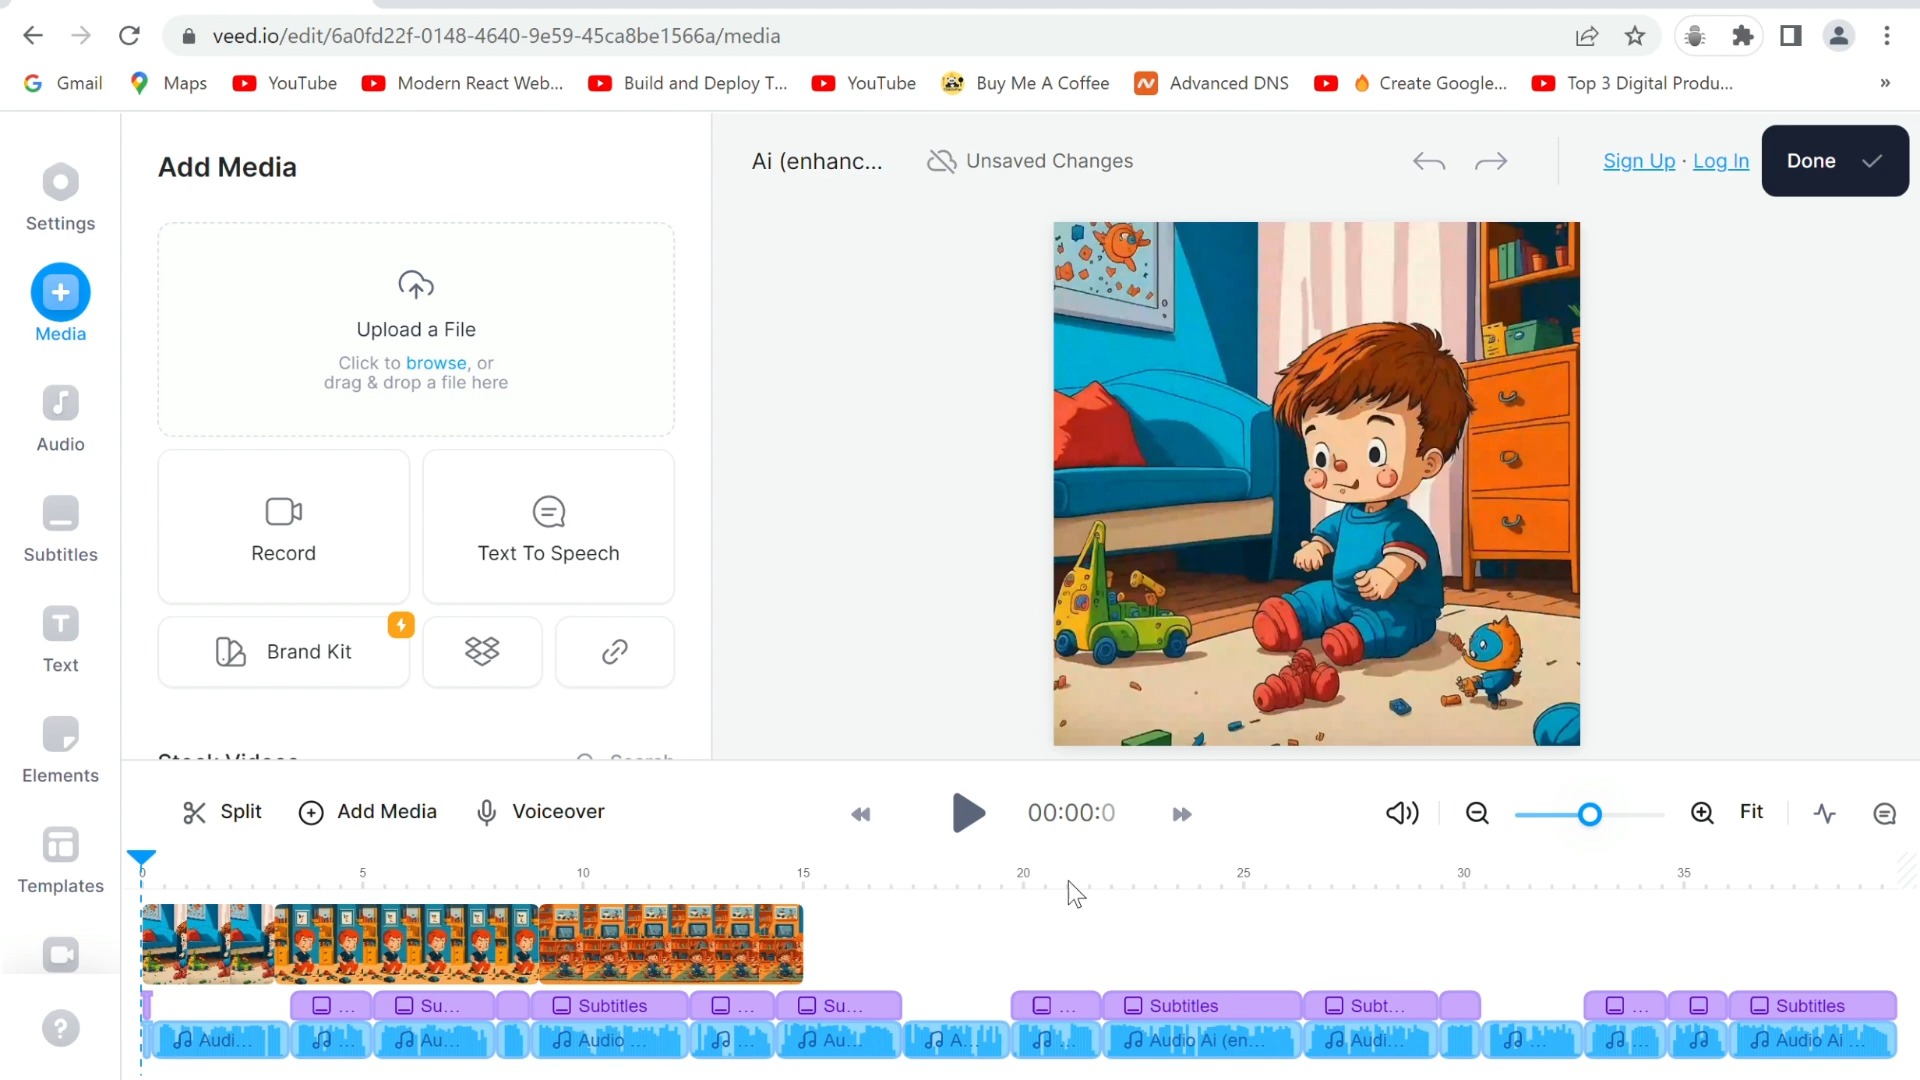 veed.io/edit/6a0fd22f-0148-4640-9e59-45ca8be1566a/media
Gmail
Maps
YouTube
Modern React Web...
Build and Deploy T...
YouTube
Buy Me A Coffee
Advanced DNS
Create Google...
Top 3 Digital Produ...
»
Settings
Media
Audio
Subtitles
Text
Elements
Templates
Add Media
Upload a File
Click to browse, or
drag & drop a file here
Record
Text To Speech
Brand Kit
Ai (enhanc...
Unsaved Changes
Sign Up · Log In
Done
Split
Add Media
Voiceover
00:00:0
Fit
0 5 10 15 20 25 30 35
...
Su...
Subtitles
...
Su...
...
Subtitles
Subt...
...
Subtitles
Audi...
...
Au...
Audio ...
...
Au...
A...
...
Audio Ai (en...
Audi...
...
...
Audio Ai ...